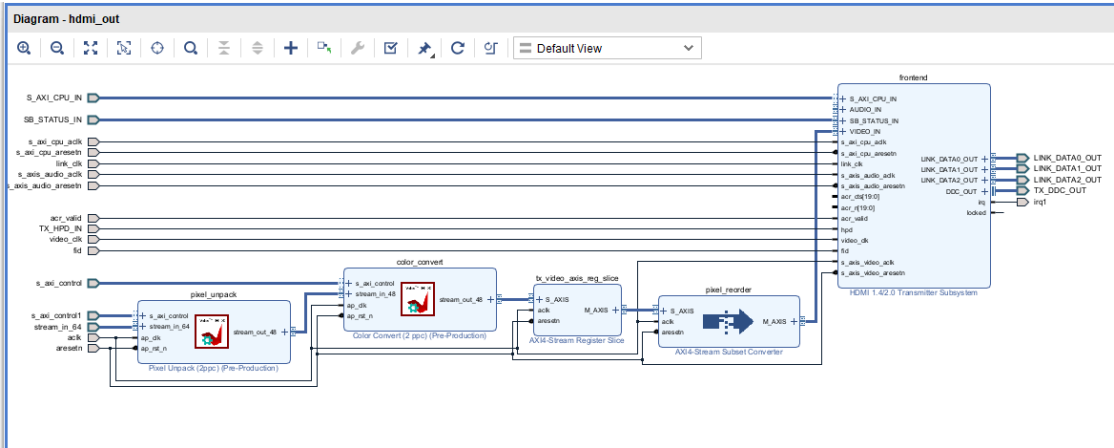 Diagram - hdmi_out
Default View
frontend
S_AXI_CPU_IN
SB_STATUS_IN
s_axi_cpu_aclk
s_axi_cpu_aresetn
link_clk
s_axis_audio_aclk
s_axis_audio_aresetn
acr_valid
TX_HPD_IN
video_clk
fid
s_axi_control
s_axi_control1
stream_in_64
aclk
aresetn
pixel_unpack
s_axi_control
stream_in_64
ap_clk
ap_rst_n
stream_out_48
Pixel Unpack (2ppc) (Pre-Production)
color_convert
s_axi_control
stream_in_48
ap_clk
ap_rst_n
stream_out_48
Color Convert (2 ppc) (Pre-Production)
tx_video_axis_reg_slice
S_AXIS
aclk
aresetn
M_AXIS
AXI4-Stream Register Slice
pixel_reorder
S_AXIS
aclk
aresetn
M_AXIS
AXI4-Stream Subset Converter
S_AXI_CPU_IN
AUDIO_IN
SB_STATUS_IN
VIDEO_IN
s_axi_cpu_aclk
s_axi_cpu_aresetn
link_clk
s_axis_audio_aclk
s_axis_audio_aresetn
acr_cts[19:0]
acr_n[19:0]
acr_valid
hpd
video_clk
fid
s_axis_video_aclk
s_axis_video_aresetn
LINK_DATA0_OUT
LINK_DATA1_OUT
LINK_DATA2_OUT
DDC_OUT
irq
locked
HDMI 1.4/2.0 Transmitter Subsystem
LINK_DATA0_OUT
LINK_DATA1_OUT
LINK_DATA2_OUT
TX_DDC_OUT
irq1